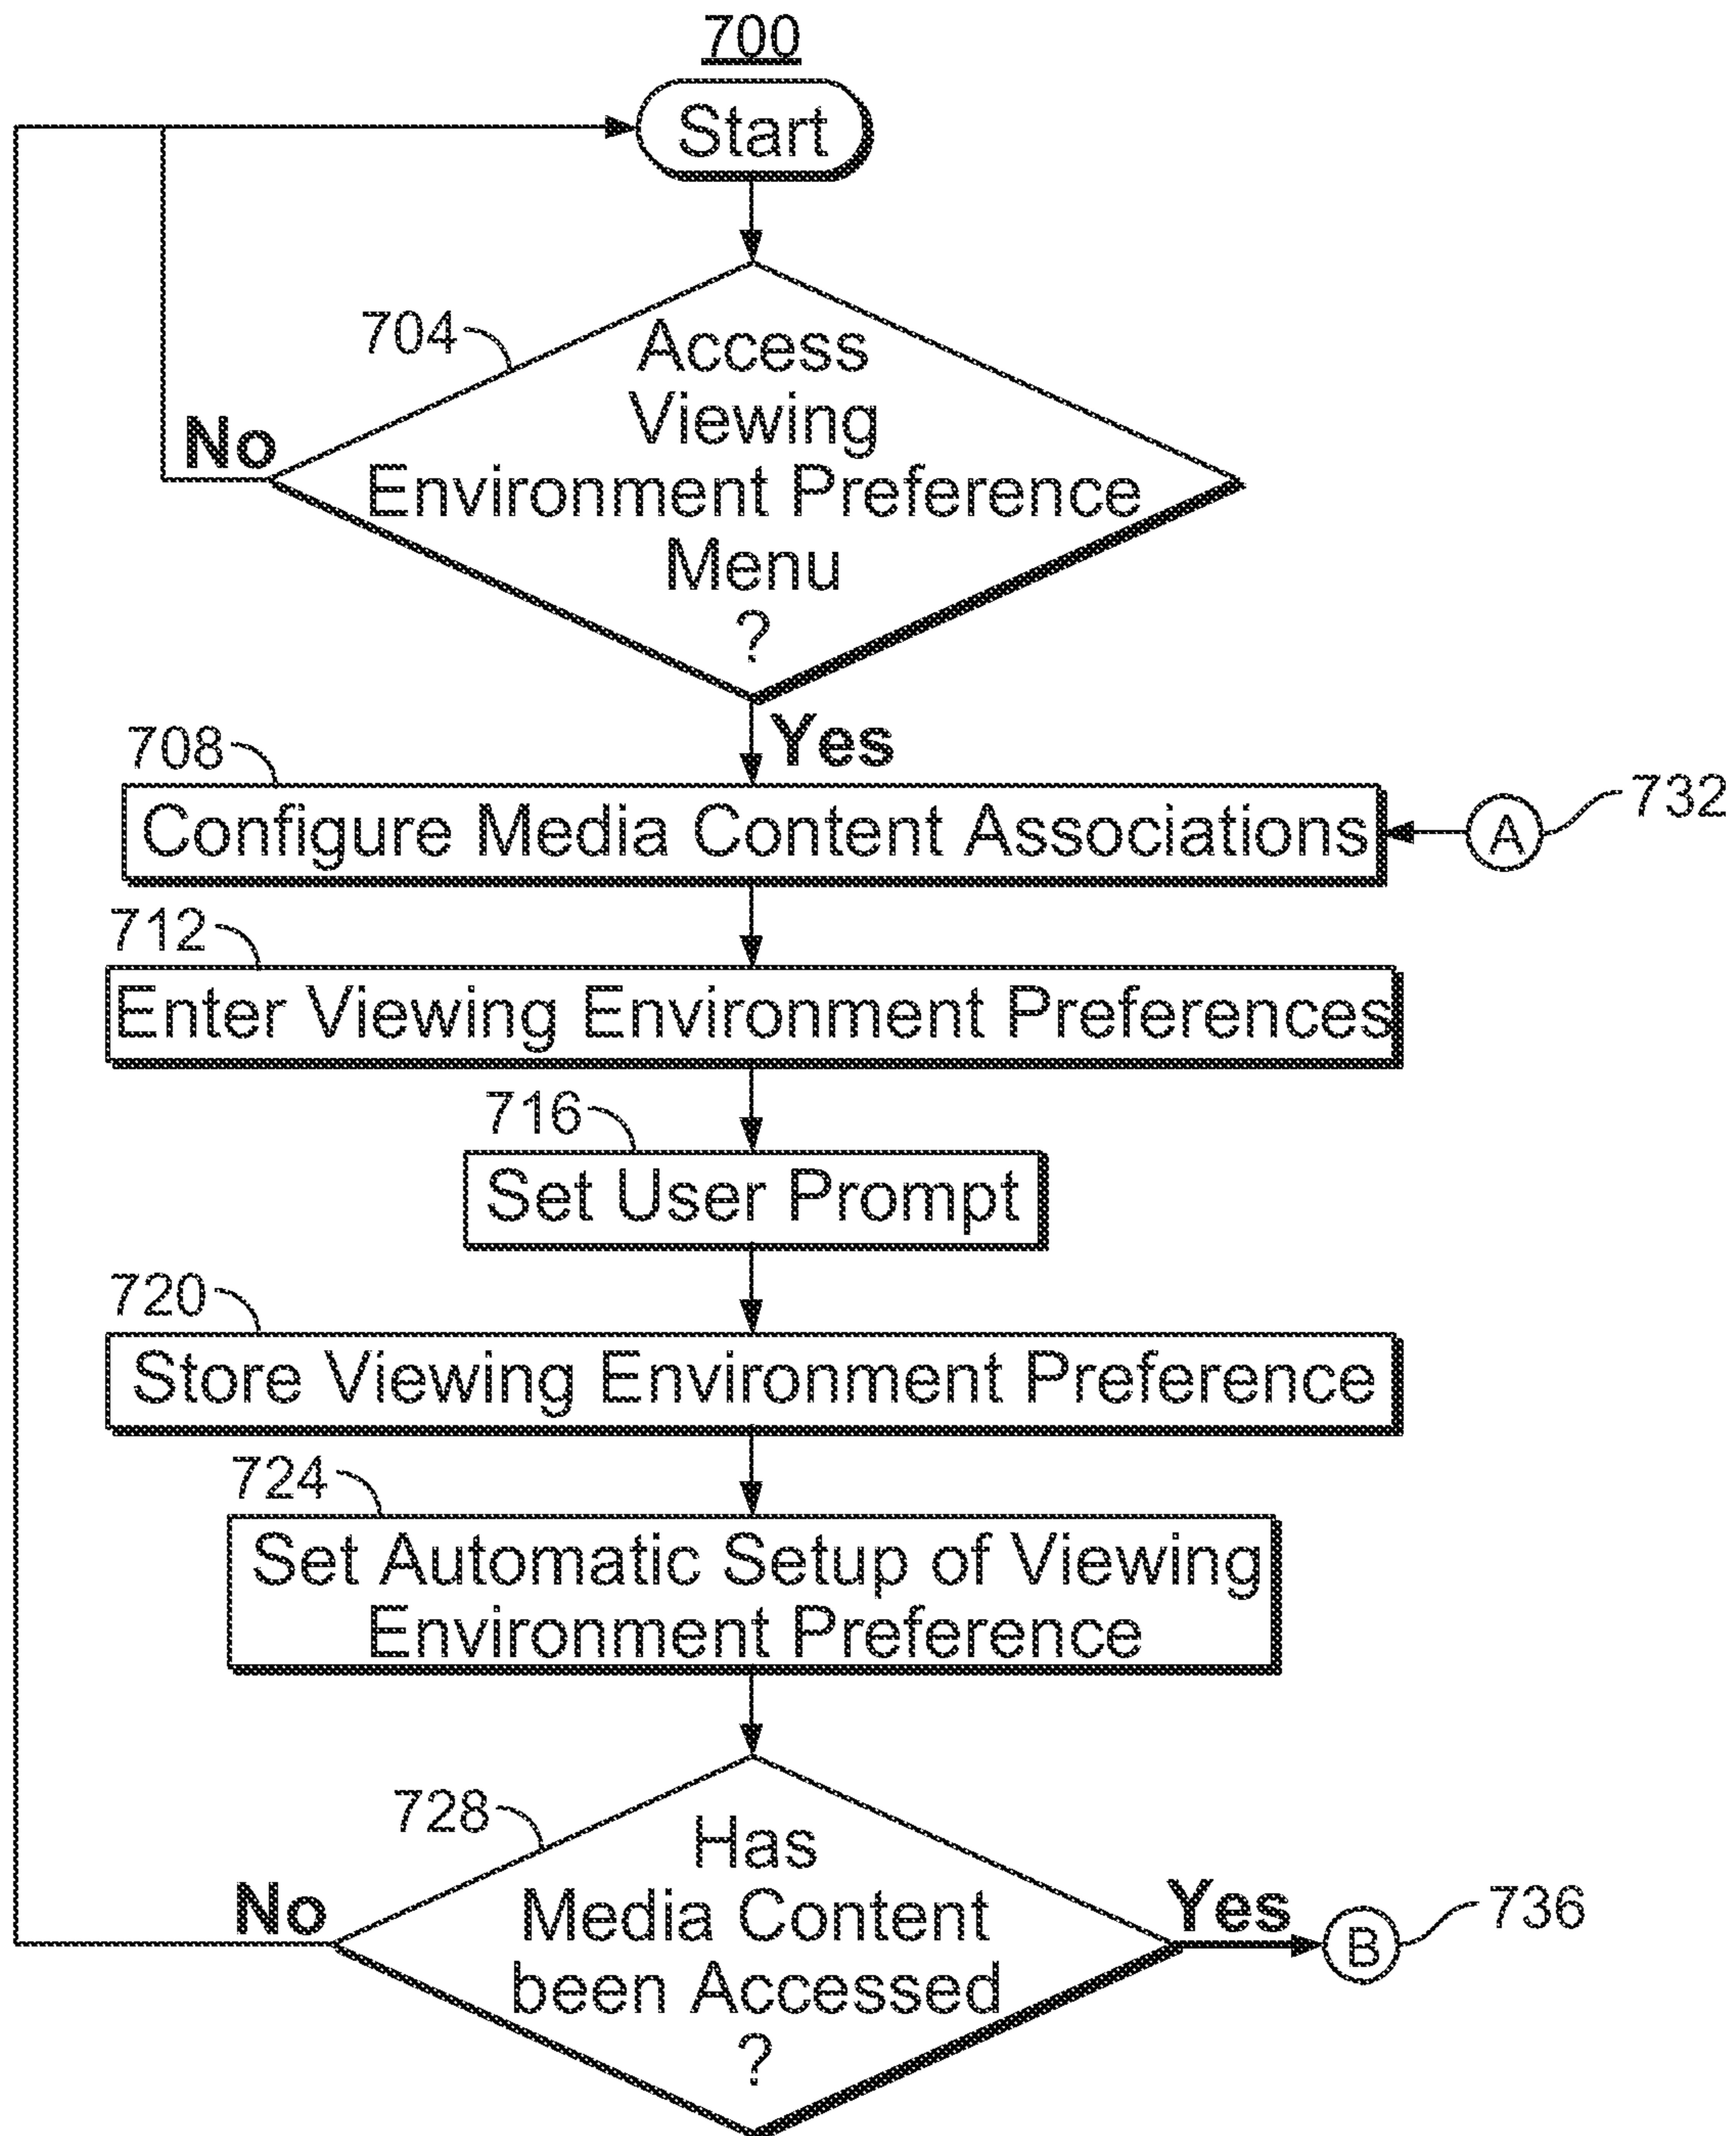 700
Start
704
Access
Viewing
Environment Preference
Menu
?
No
Yes
708
Configure Media Content Associations
A
732
712
Enter Viewing Environment Preferences
716
Set User Prompt
720
Store Viewing Environment Preference
724
Set Automatic Setup of Viewing
Environment Preference
728
Has
Media Content
been Accessed
?
No
Yes
B
736